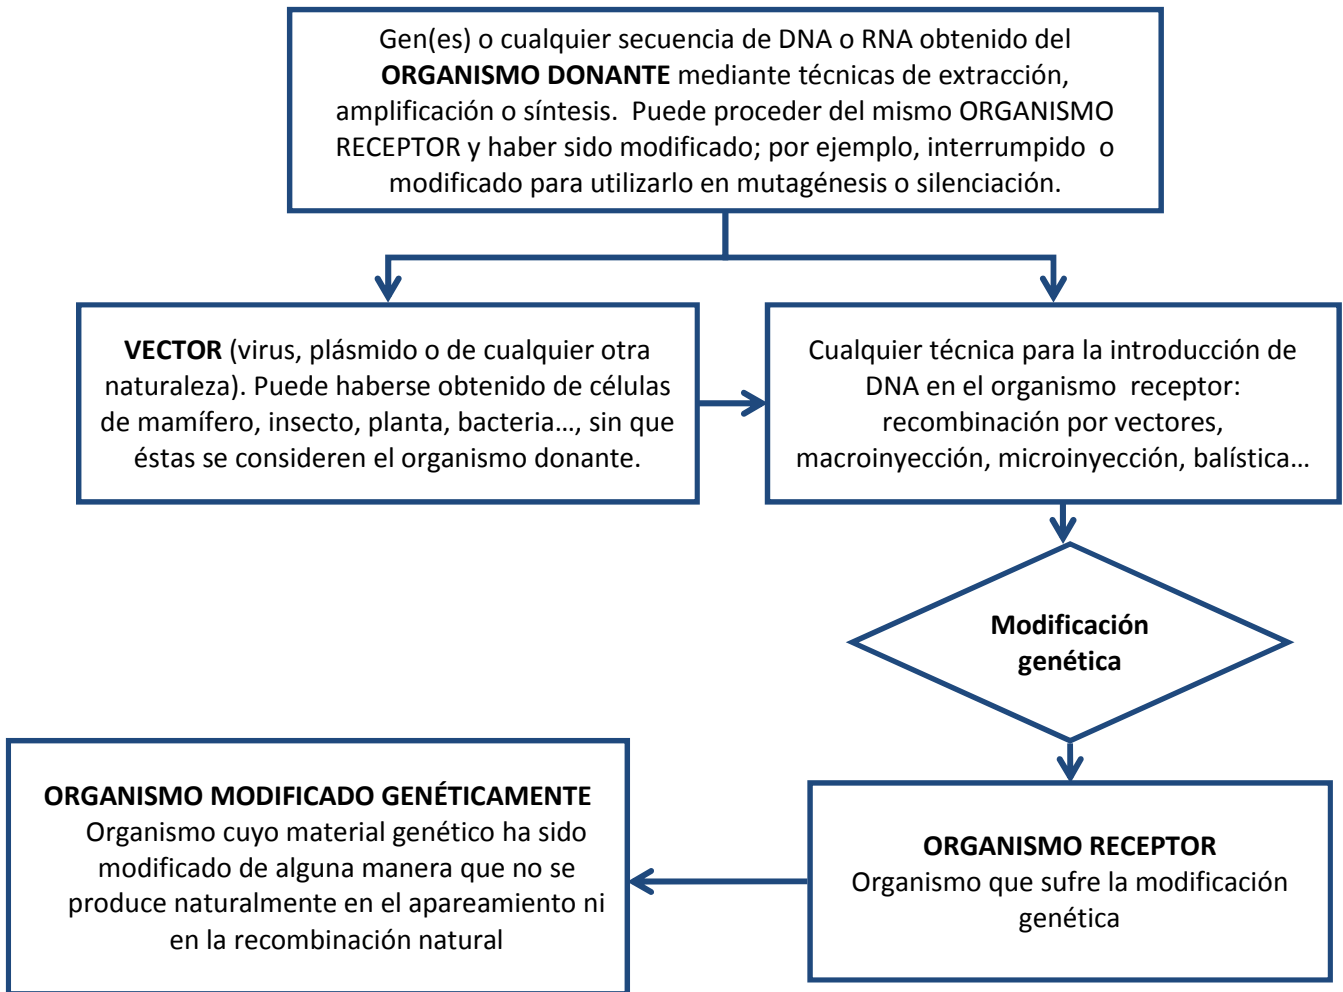 Gen(es) o cualquier secuencia de DNA o RNA obtenido del
ORGANISMO DONANTE mediante técnicas de extracción,
amplificación o síntesis. Puede proceder del mismo ORGANISMO
RECEPTOR y haber sido modificado; por ejemplo, interrumpido o
modificado para utilizarlo en mutagénesis o silenciación.
VECTOR (virus, plásmido o de cualquier otra
naturaleza). Puede haberse obtenido de células
de mamífero, insecto, planta, bacteria…, sin que
éstas se consideren el organismo donante.
Cualquier técnica para la introducción de
DNA en el organismo receptor:
recombinación por vectores,
macroinyección, microinyección, balística…
Modificación
genética
ORGANISMO RECEPTOR
Organismo que sufre la modificación
genética
ORGANISMO MODIFICADO GENÉTICAMENTE
Organismo cuyo material genético ha sido
modificado de alguna manera que no se
produce naturalmente en el apareamiento ni
en la recombinación natural